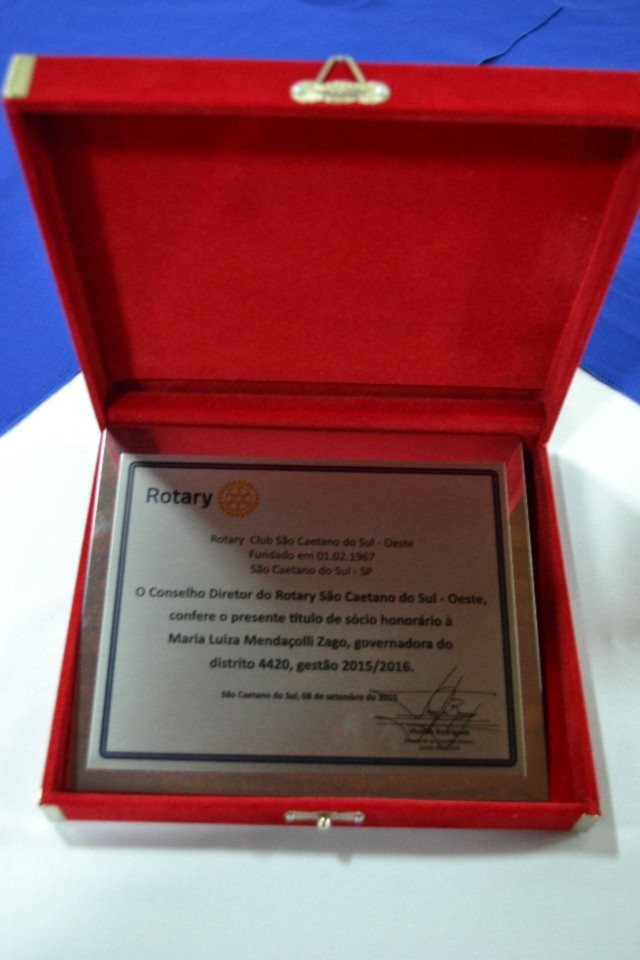 Rotary
Rotary Club São Caetano do Sul - Oeste
Fundado em 01.02.1967
São Caetano do Sul - SP
O Conselho Diretor do Rotary São Caetano do Sul - Oeste,
confere o presente título de sócio honorário à
Maria Luiza Mendaçolli Zago, governadora do
distrito 4420, gestão 2015/2016.
São Caetano do Sul, 08 de setembro de 2015